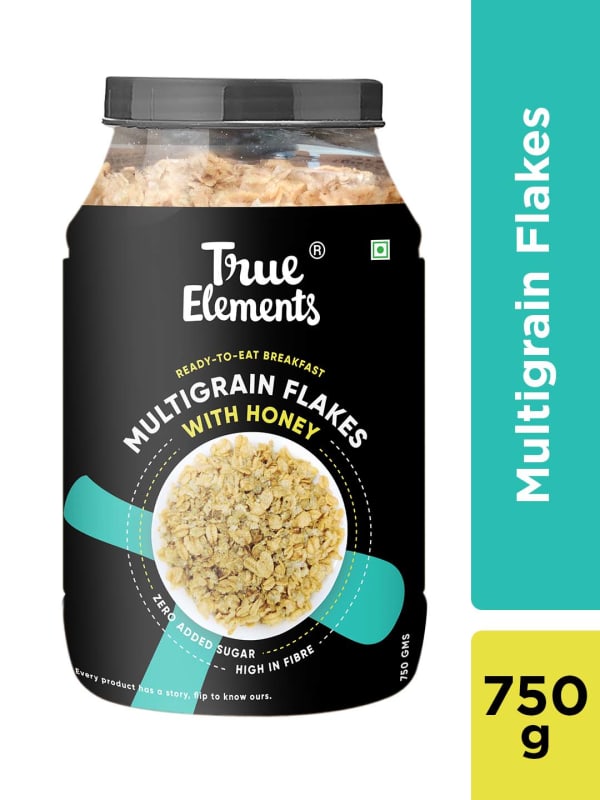 True ®
Elements
READY-TO-EAT BREAKFAST
MULTIGRAIN FLAKES
WITH HONEY
ZERO ADDED SUGAR
HIGH IN FIBRE
750 GMS
Every product has a story, flip to know ours.
Multigrain Flakes
750
g